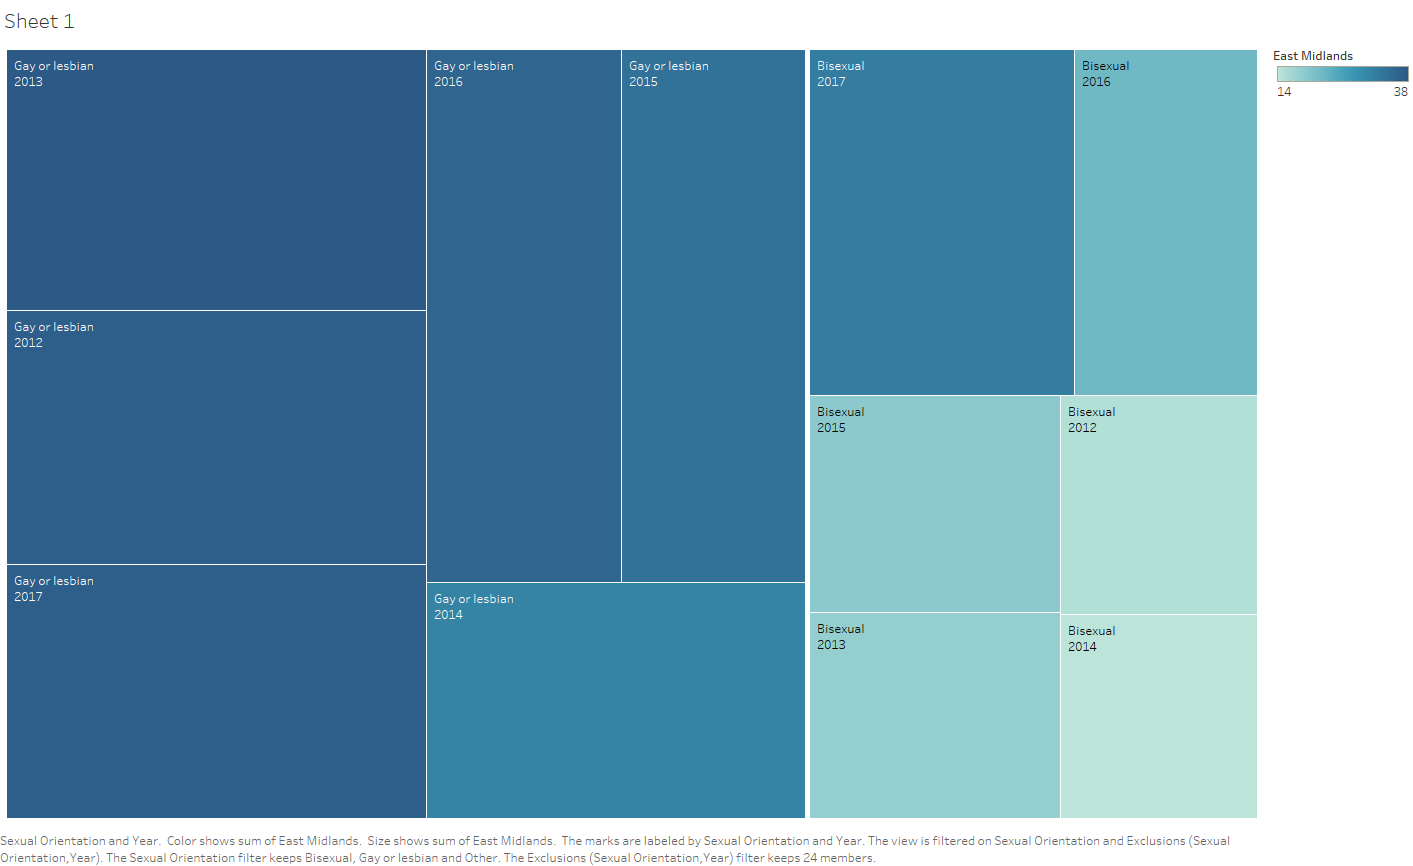 Sheet 1
Gay or lesbian
2013
Gay or lesbian
2012
Gay or lesbian
2017
Gay or lesbian
2016
Gay or lesbian
2015
Gay or lesbian
2014
Bisexual
2017
Bisexual
2016
Bisexual
2015
Bisexual
2012
Bisexual
2013
Bisexual
2014
East Midlands
14 38
Sexual Orientation and Year.  Color shows sum of East Midlands.  Size shows sum of East Midlands.  The marks are labeled by Sexual Orientation and Year. The view is filtered on Sexual Orientation and Exclusions (Sexual
Orientation,Year). The Sexual Orientation filter keeps Bisexual, Gay or lesbian and Other. The Exclusions (Sexual Orientation,Year) filter keeps 24 members.